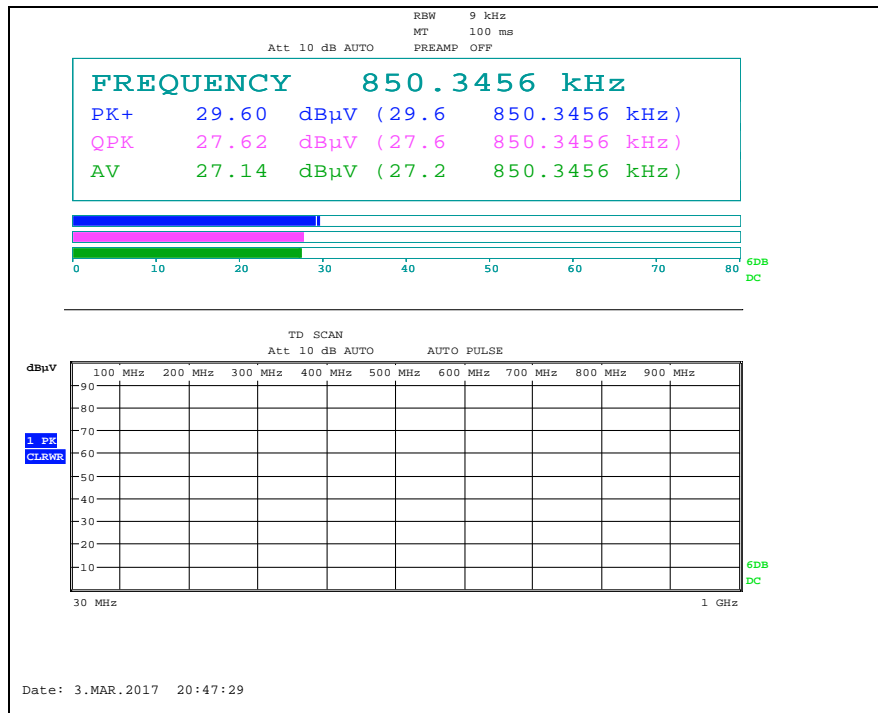 RBW 9 kHz
MT 100 ms
Att 10 dB AUTO PREAMP OFF
FREQUENCY 850.3456 kHz
PK+ 29.60 dBµV (29.6 850.3456 kHz)
QPK 27.62 dBµV (27.6 850.3456 kHz)
AV 27.14 dBµV (27.2 850.3456 kHz)
0 10 20 30 40 50 60 70 80
6DB
DC
TD SCAN
Att 10 dB AUTO AUTO PULSE
dBµV
100 MHz 200 MHz 300 MHz 400 MHz 500 MHz 600 MHz 700 MHz 800 MHz 900 MHz
90
80
70
1 PK
CLRWR
60
50
40
30
20
10
6DB
DC
30 MHz 1 GHz
Date: 3.MAR.2017 20:47:29